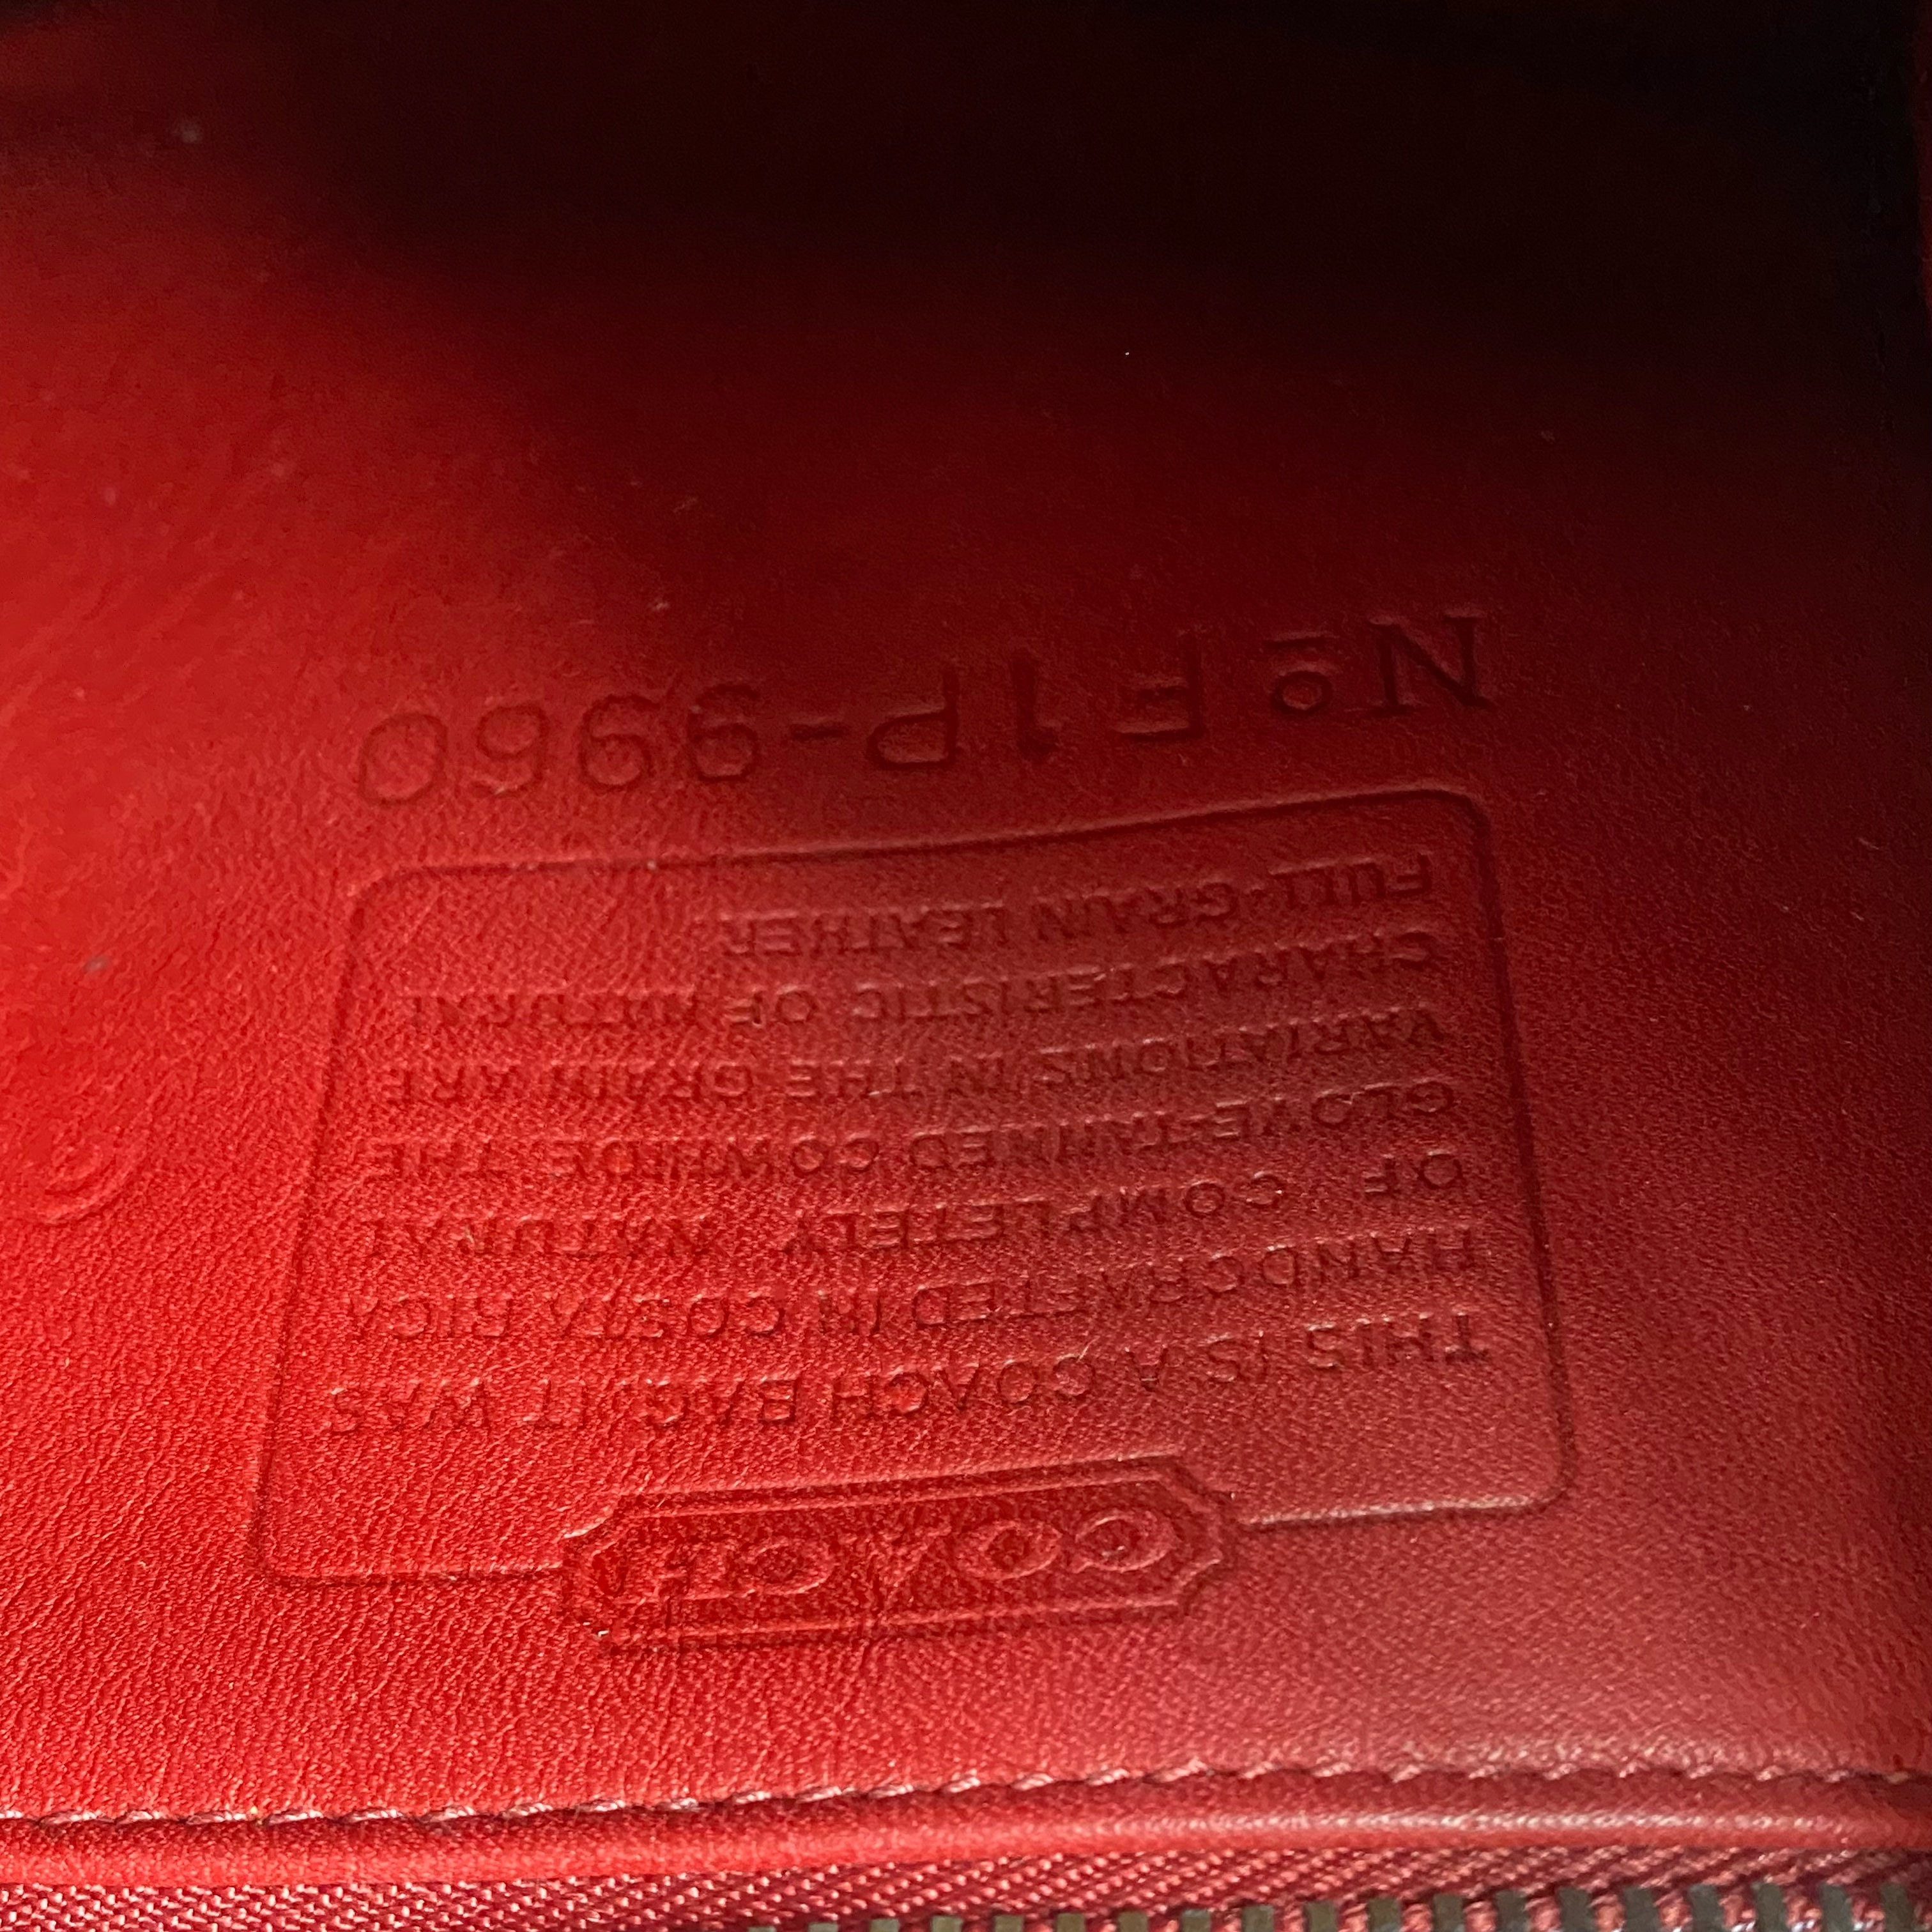 COACH
THIS IS A COACH BAG. IT WAS
HANDCRAFTED IN COSTA RICA
OF COMPLETELY NATURAL
GLOVE-TANNED COWHIDE THE
VARIATIONS IN THE GRAIN ARE
CHARACTERISTIC OF NATURAL
FULL-GRAIN LEATHER
Nº F1P-9960